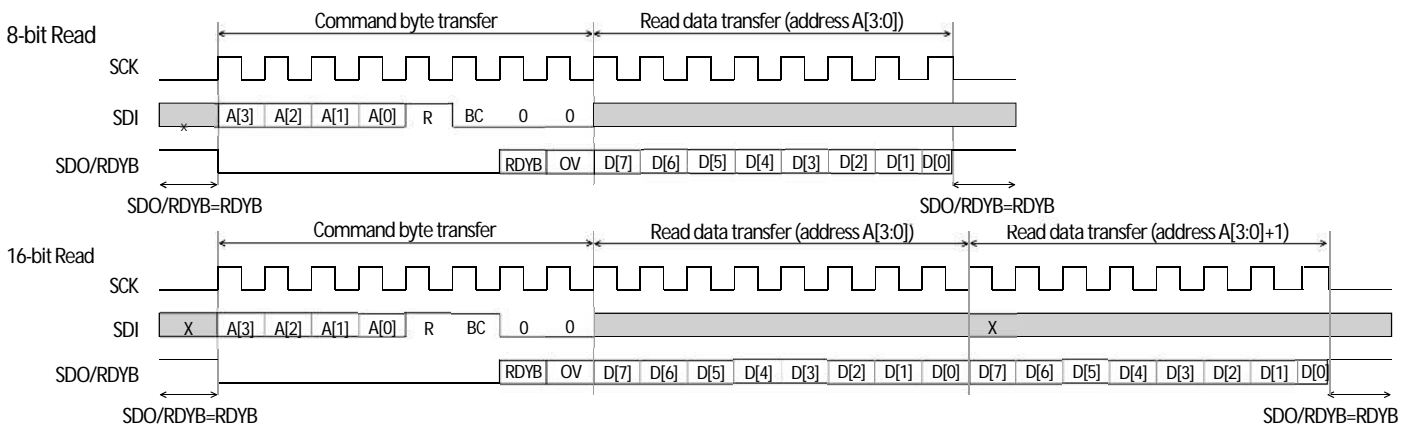 Command byte transfer Read data transfer (address A[3:0])
8-bit Read
SCK
SDI x A[3] A[2] A[1] A[0] R BC 0 0
SDO/RDYB RDYB OV D[7] D[6] D[5] D[4] D[3] D[2] D[1] D[0]
SDO/RDYB=RDYB SDO/RDYB=RDYB
Command byte transfer Read data transfer (address A[3:0]) Read data transfer (address A[3:0]+1)
16-bit Read
SCK
SDI X A[3] A[2] A[1] A[0] R BC 0 0 X
SDO/RDYB RDYB OV D[7] D[6] D[5] D[4] D[3] D[2] D[1] D[0] D[7] D[6] D[5] D[4] D[3] D[2] D[1] D[0]
SDO/RDYB=RDYB SDO/RDYB=RDYB